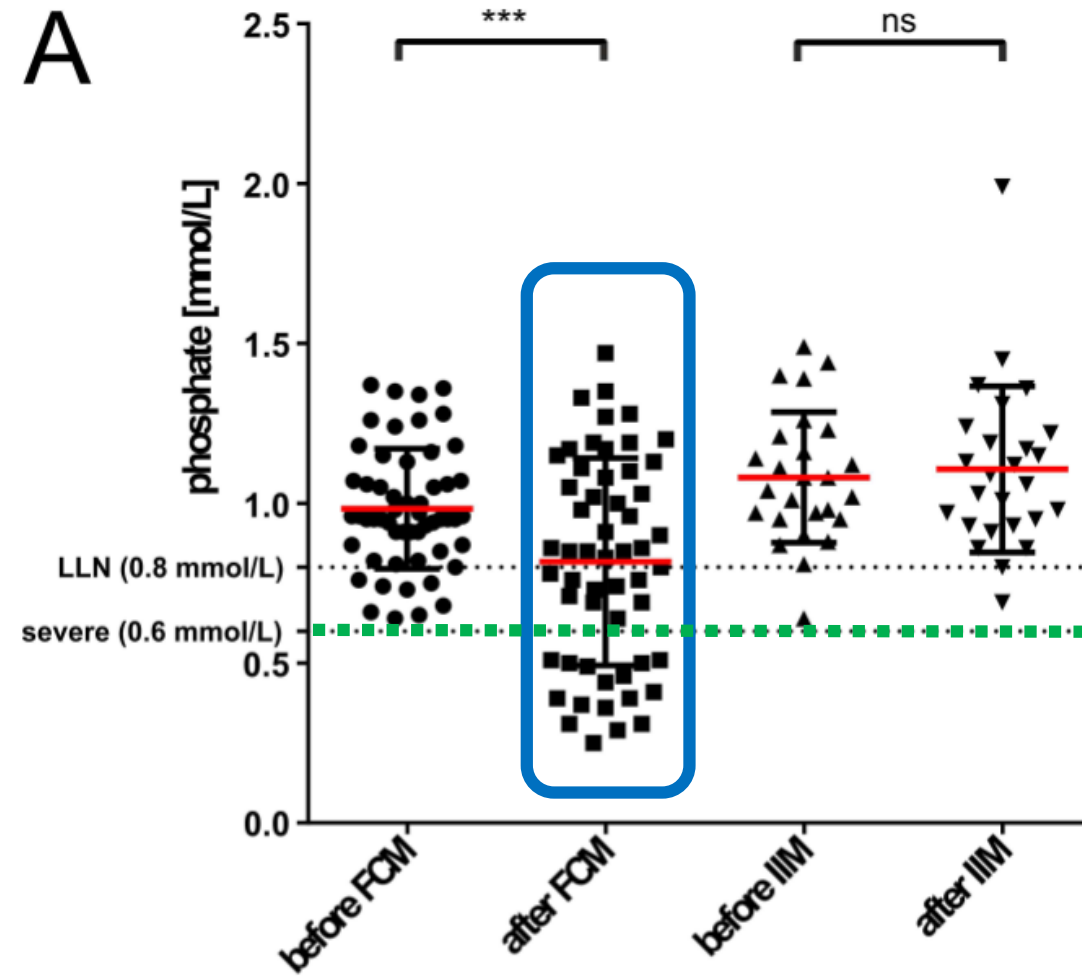 A
***
ns
2.5
2.0
1.5
1.0
LLN (0.8 mmol/L)
severe (0.6 mmol/L)
0.5
0.0
phosphate [mmol/L]
before FCM
after FCM
before IIM
after IIM